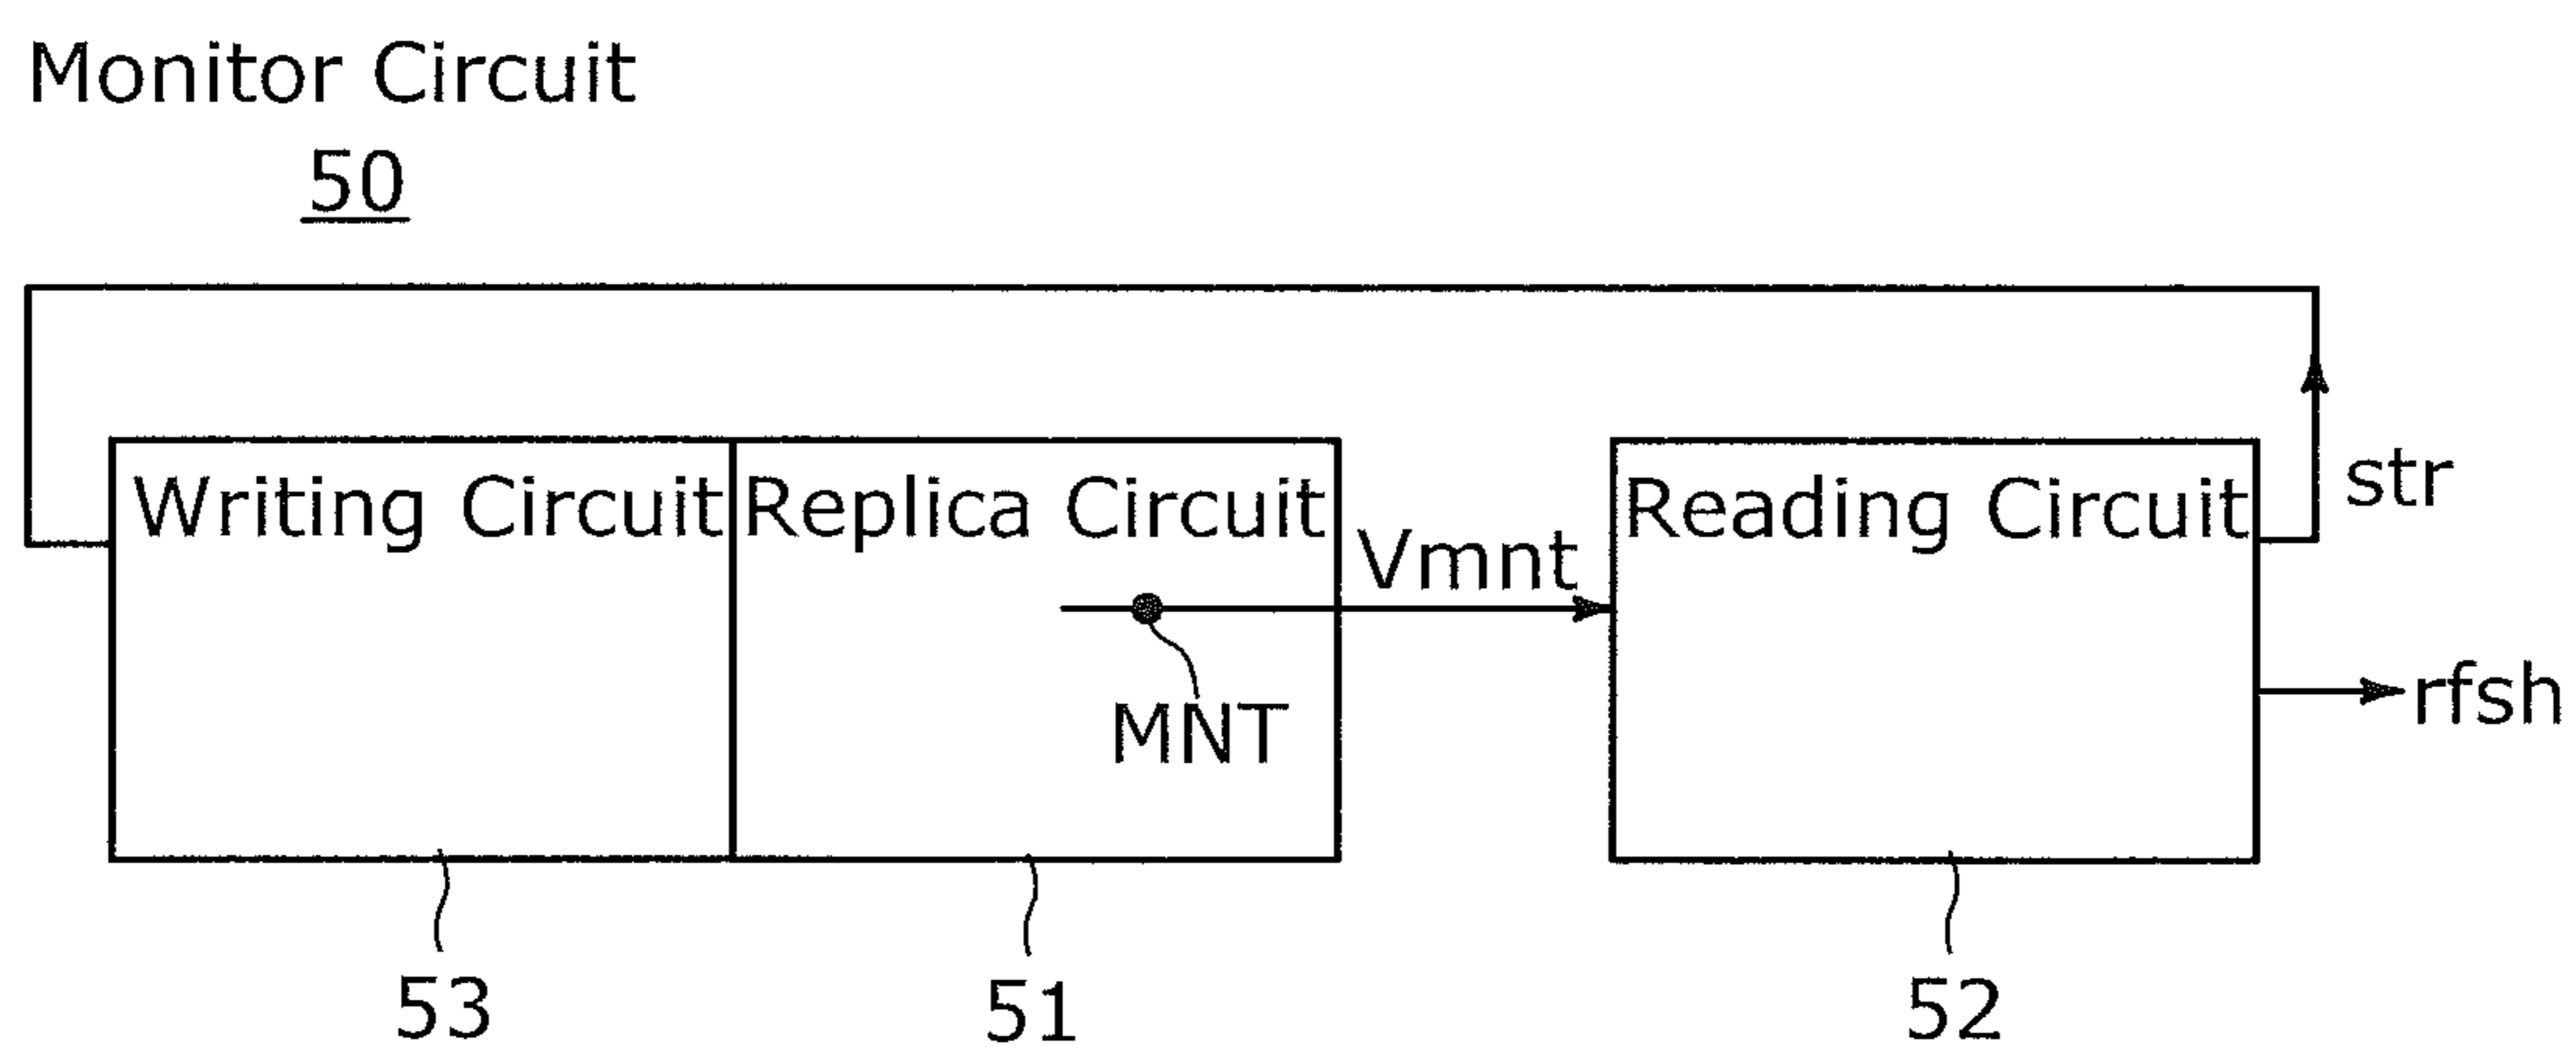 Monitor Circuit
50
str
Writing Circuit
Replica Circuit
Vmnt
Reading Circuit
rfsh
MNT
53
51
52